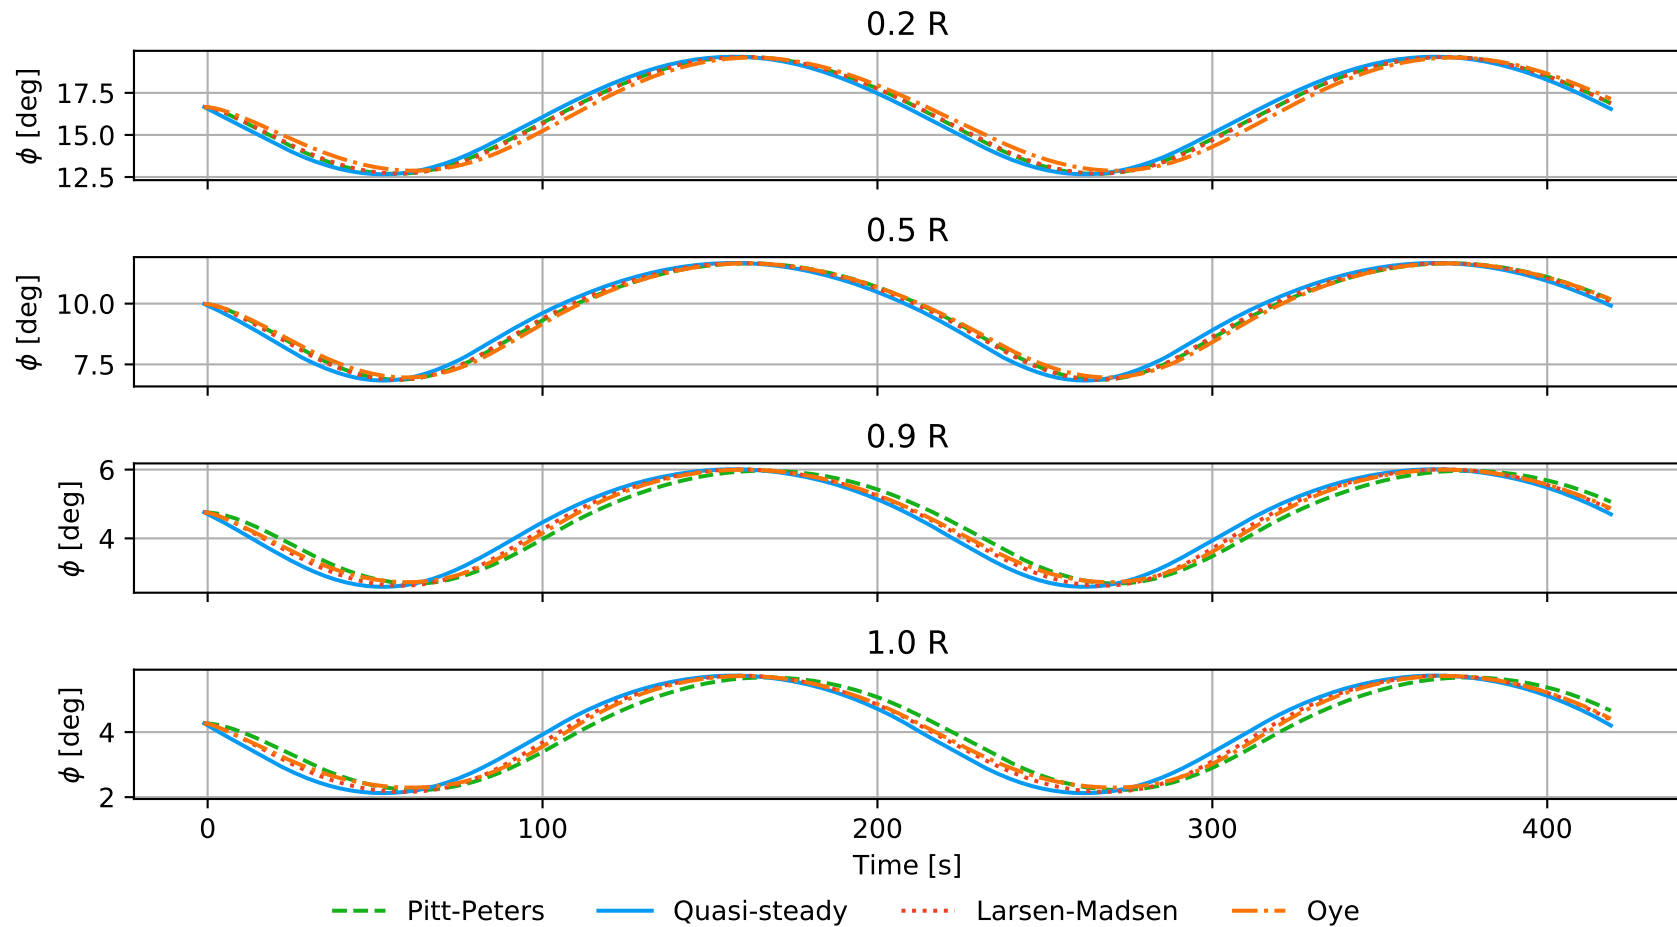 0.2 R
ϕ [deg]
17.5
15.0
12.5
0.5 R
ϕ [deg]
10.0
7.5
0.9 R
ϕ [deg]
6
4
1.0 R
ϕ [deg]
4
2
0 100 200 300 400
Time [s]
Pitt-Peters Quasi-steady Larsen-Madsen Oye